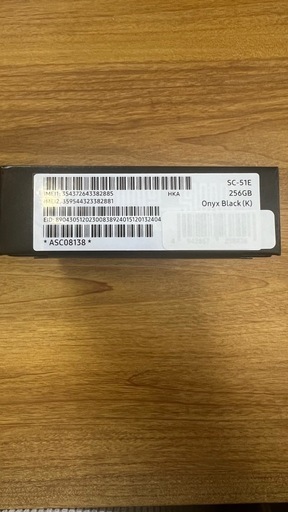 SC-51E
IMEI1. 354372643382885
HKA
256GB
IMEI2. 359544323382881
Onyx Black (K)
EID. 89043051202300838924015120132404
* ASC08138 *